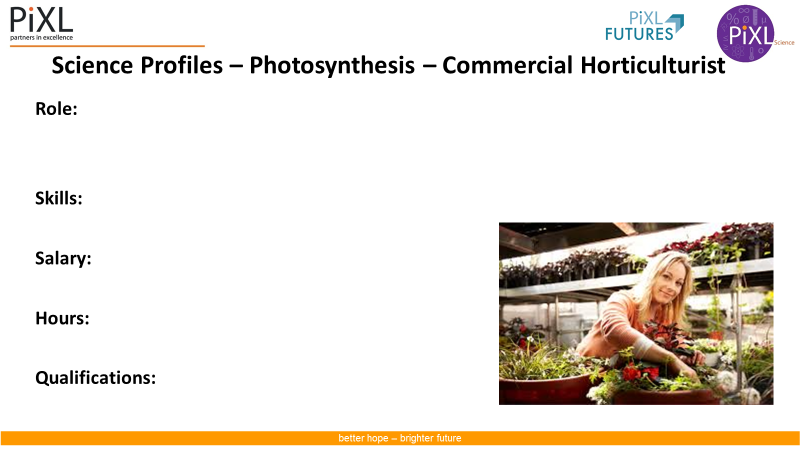 PiXL
partners in excellence
PiXL
FUTURES
PiXL
Science
Science Profiles – Photosynthesis – Commercial Horticulturist
Role:
Skills:
Salary:
Hours:
Qualifications:
better hope – brighter future